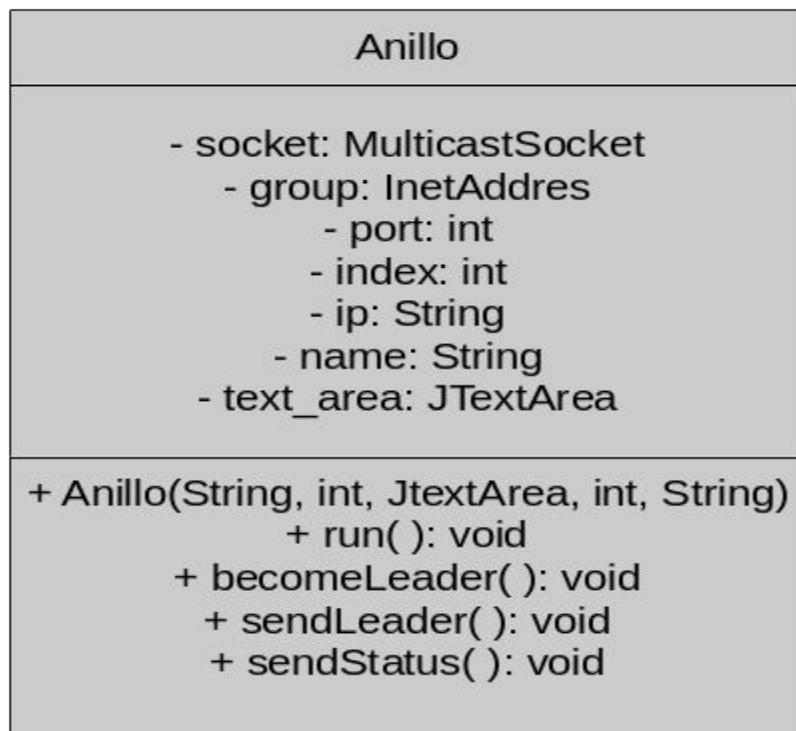 Anillo
- socket: MulticastSocket
- group: InetAddres
- port: int
- index: int
- ip: String
- name: String
- text_area: JTextArea
+ Anillo(String, int, JtextArea, int, String)
+ run( ): void
+ becomeLeader( ): void
+ sendLeader( ): void
+ sendStatus( ): void